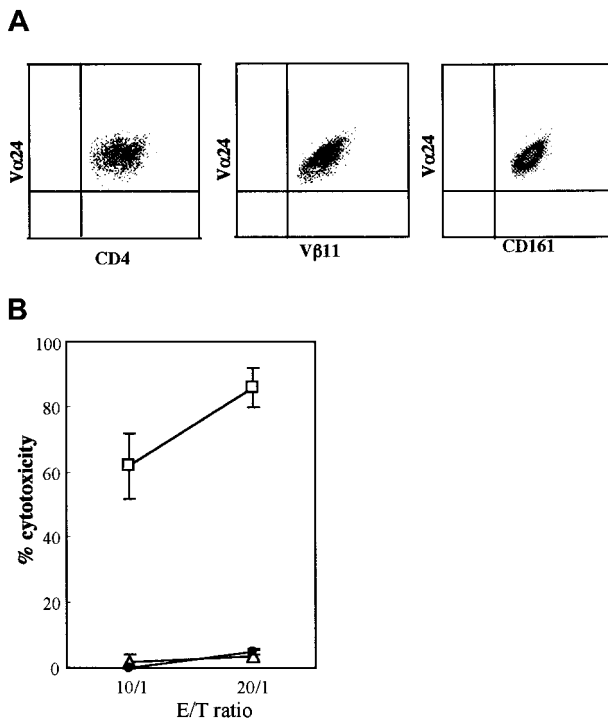 A
Vα24
CD4
Vα24
Vβ11
Vα24
CD161
B
% cytotoxicity
100
80
60
40
20
0
10/1
20/1
E/T ratio